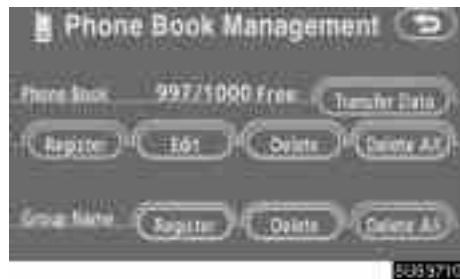 Phone Book Management
Phone Book 997/1000 Free Transfer Data
Register Edit Delete Delete All
Group Name Register Delete Delete All
5U5971C